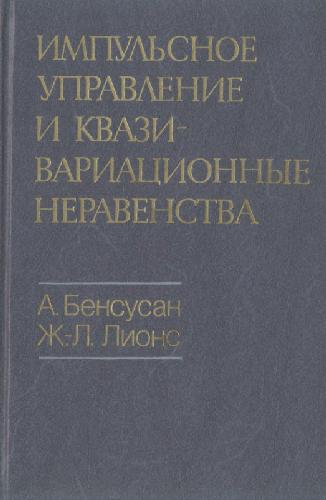 ИМПУЛЬСНОЕ
УПРАВЛЕНИЕ
И КВАЗИ-
ВАРИАЦИОННЫЕ
НЕРАВЕНСТВА
А. Бенсусан
Ж.-Л. Лионс